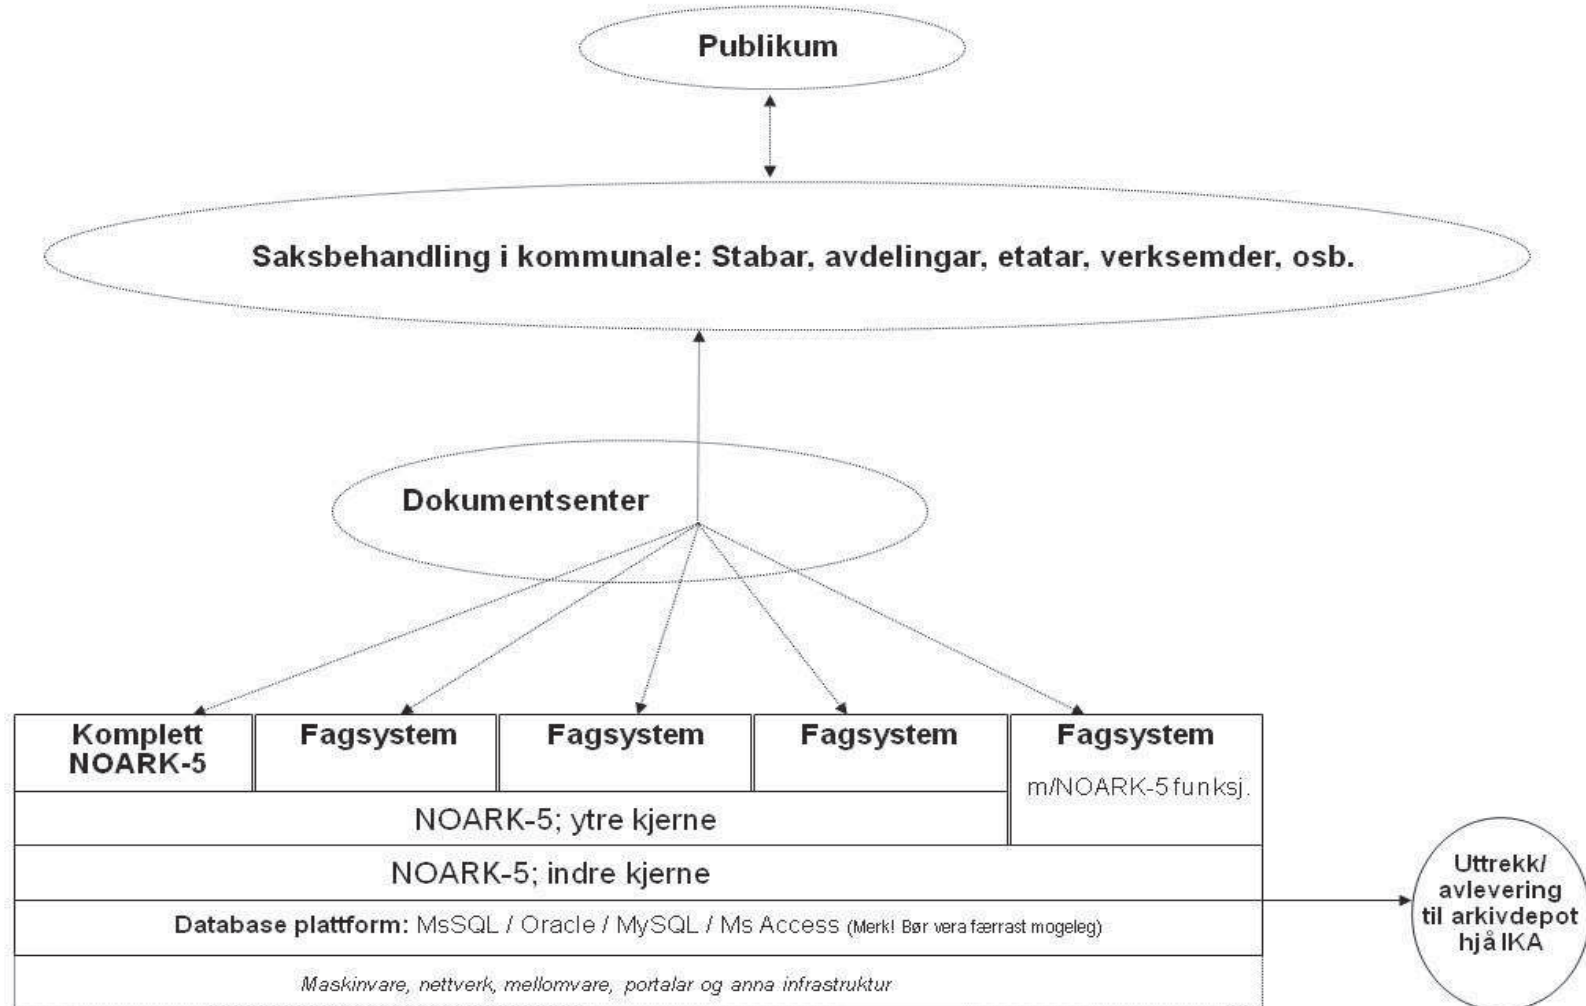 Publikum
Saksbehandling i kommunale: Stabar, avdelingar, etatar, verksemder, osb.
Dokumentsenter
Komplett
NOARK-5
Fagsystem
Fagsystem
Fagsystem
Fagsystem
m/NOARK-5 funksj.
NOARK-5; ytre kjerne
NOARK-5; indre kjerne
Database plattform: MsSQL / Oracle / MySQL / Ms Access (Merk! Bør vera færrast mogeleg)
Maskinvare, nettverk, mellomvare, portalar og anna infrastruktur
Uttrekk/
avlevering
til arkivdepot
hjå IKA